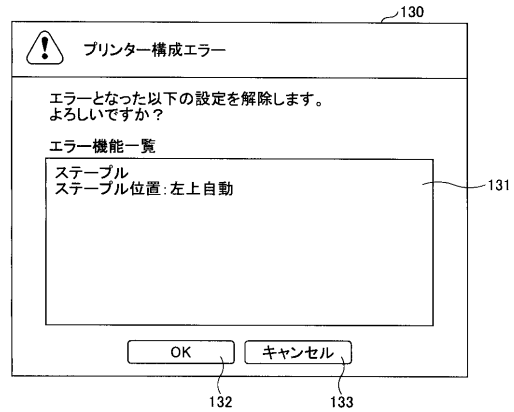 130
プリンター構成エラー
エラーとなった以下の設定を解除します。
よろしいですか？
エラー機能一覧
ステープル
ステープル位置：左上自動
131
OK
キャンセル
132
133